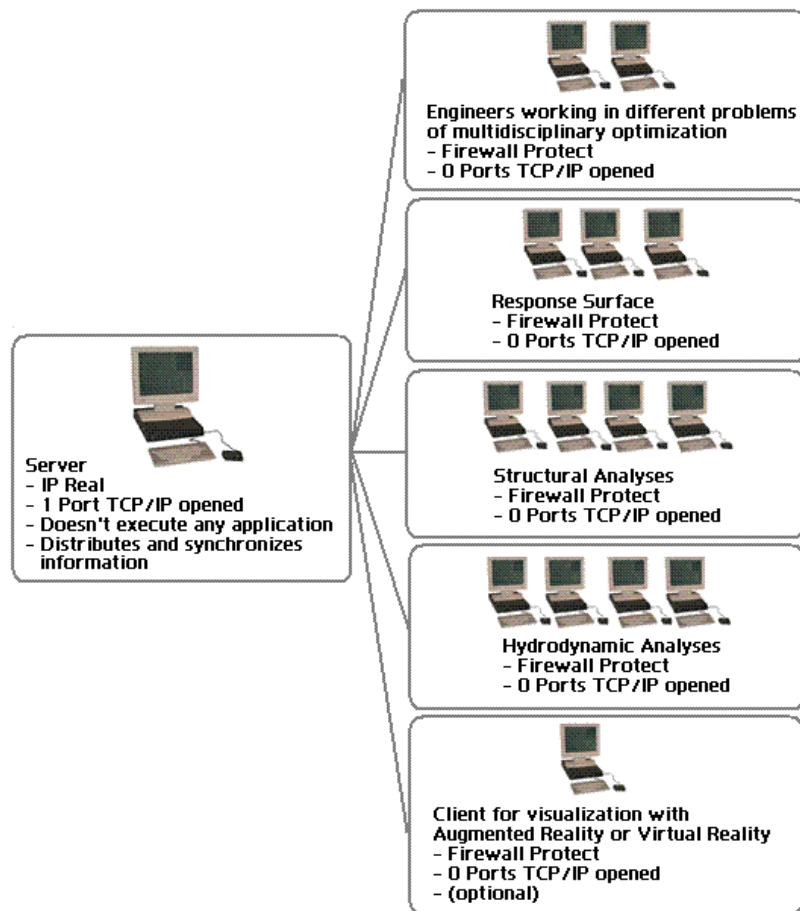 Engineers working in different problems
of multidisciplinary optimization
- Firewall Protect
- 0 Ports TCP/IP opened
Response Surface
- Firewall Protect
- 0 Ports TCP/IP opened
Server
- IP Real
- 1 Port TCP/IP opened
- Doesn't execute any application
- Distributes and synchronizes
information
Structural Analyses
- Firewall Protect
- 0 Ports TCP/IP opened
Hydrodynamic Analyses
- Firewall Protect
- 0 Ports TCP/IP opened
Client for visualization with
Augmented Reality or Virtual Reality
- Firewall Protect
- 0 Ports TCP/IP opened
- (optional)